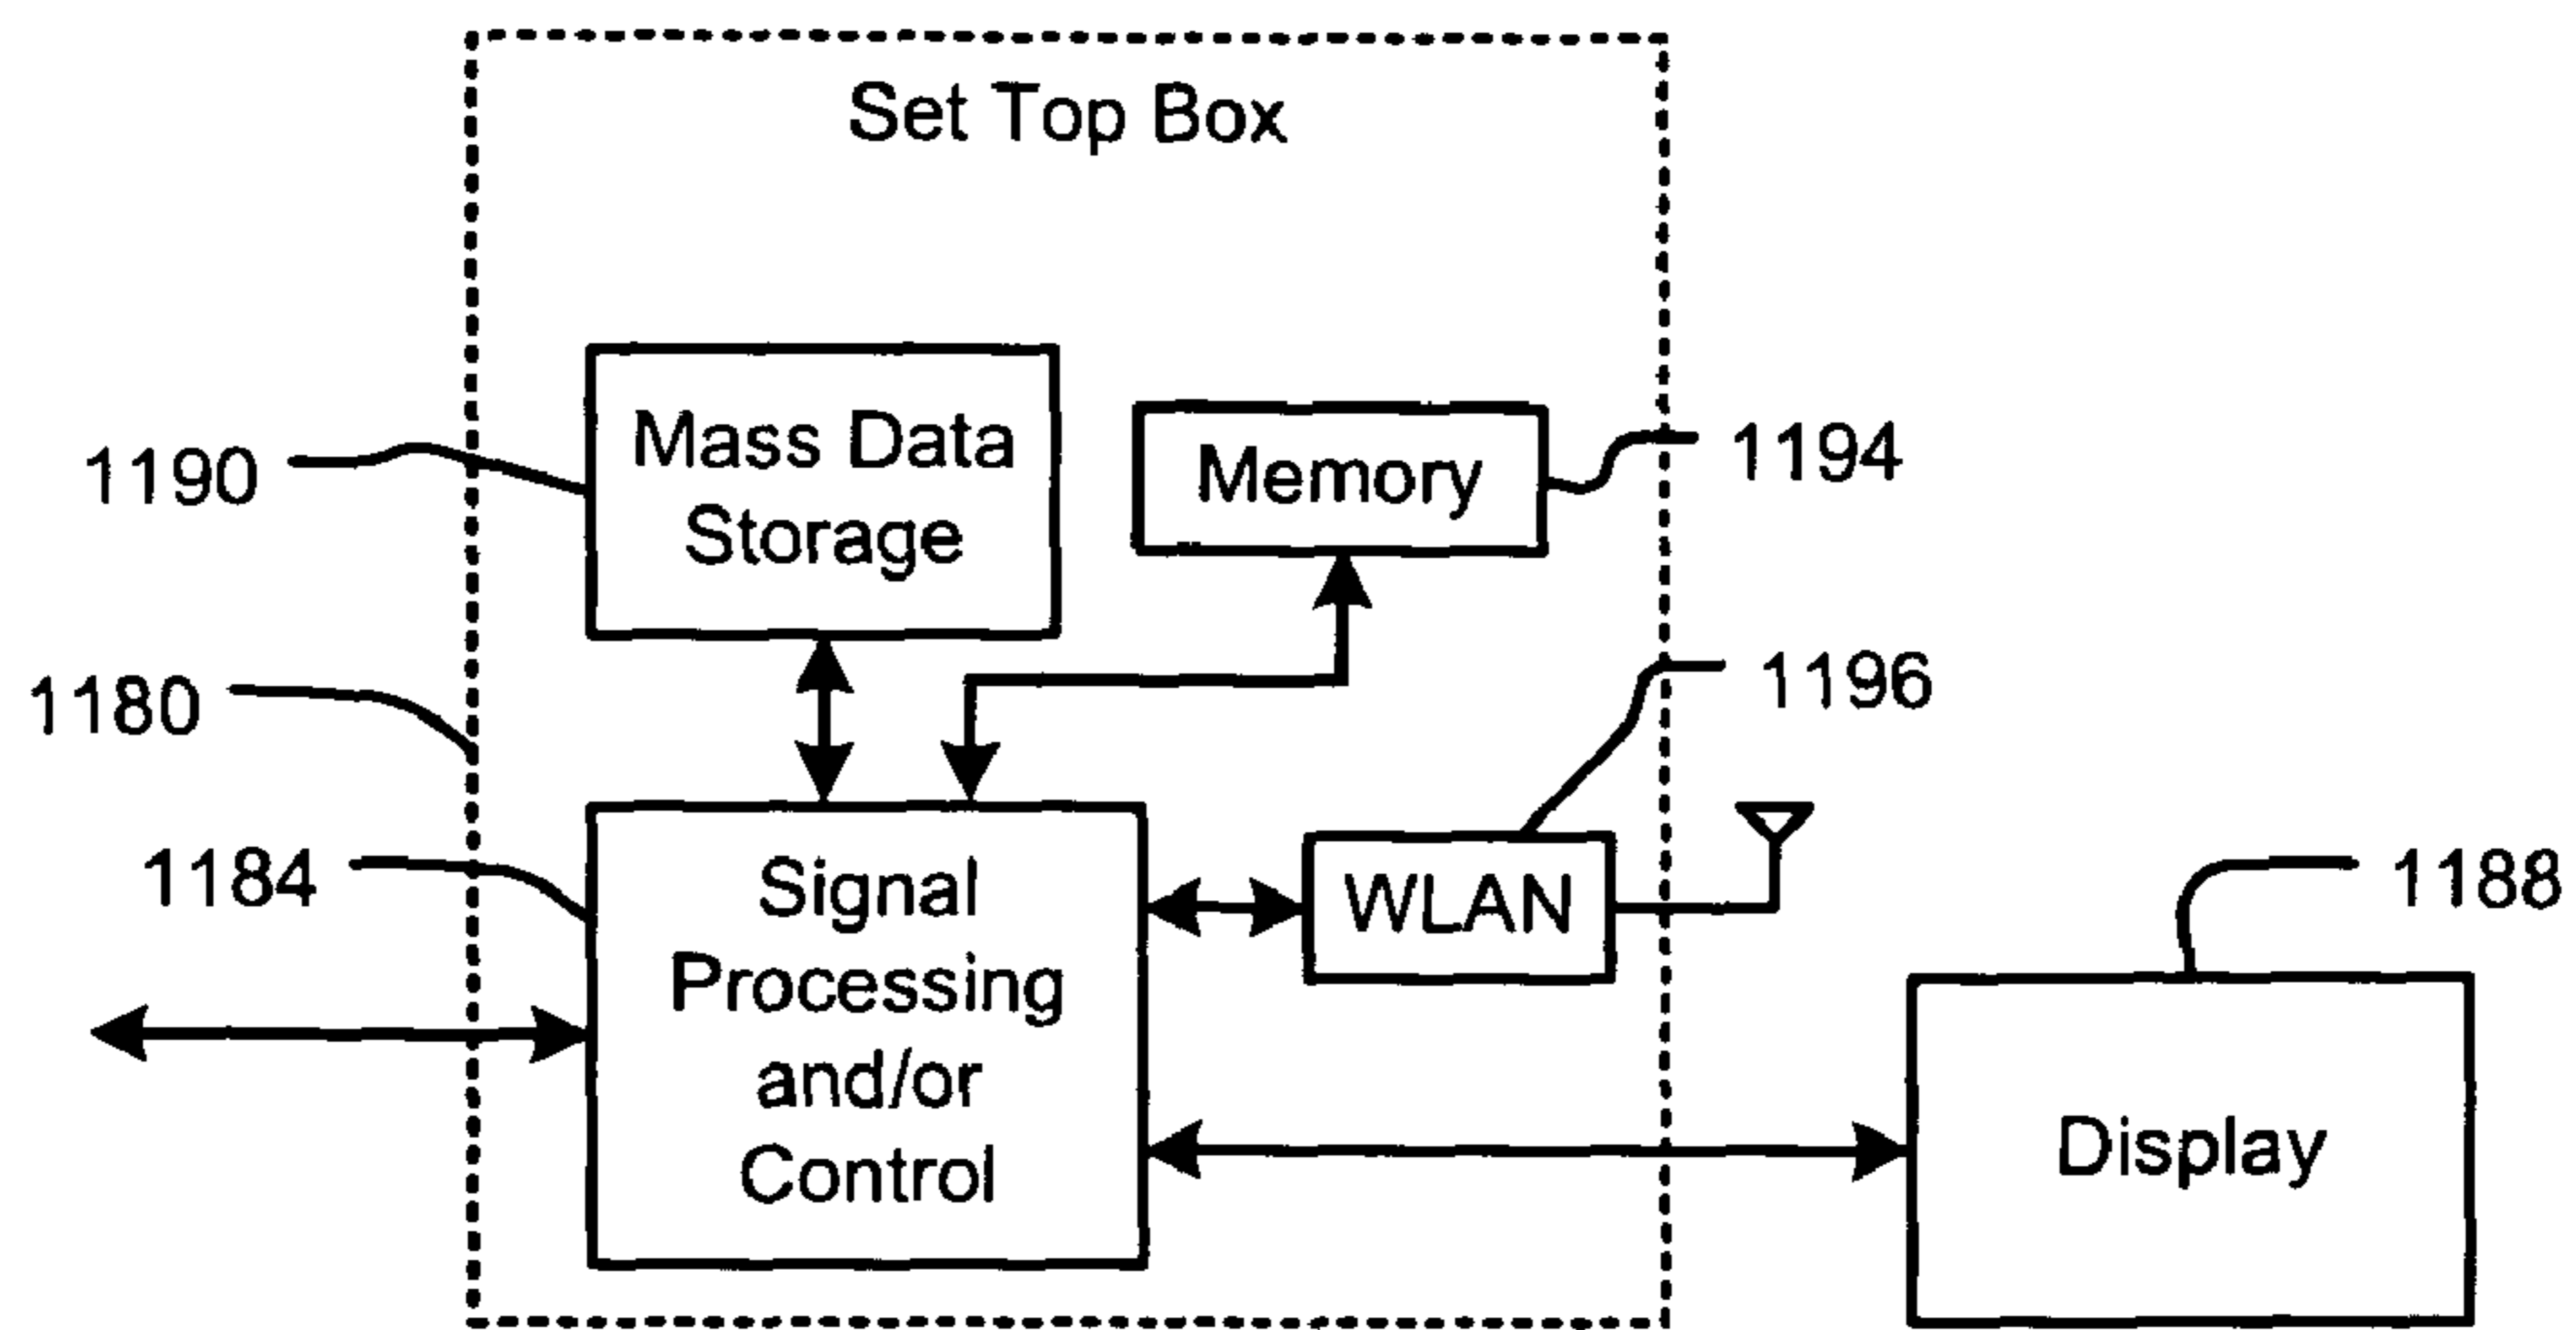 Set Top Box
Mass Data
Storage
1190
Memory
1194
1180
1196
1184
Signal
Processing
and/or
Control
WLAN
1188
Display